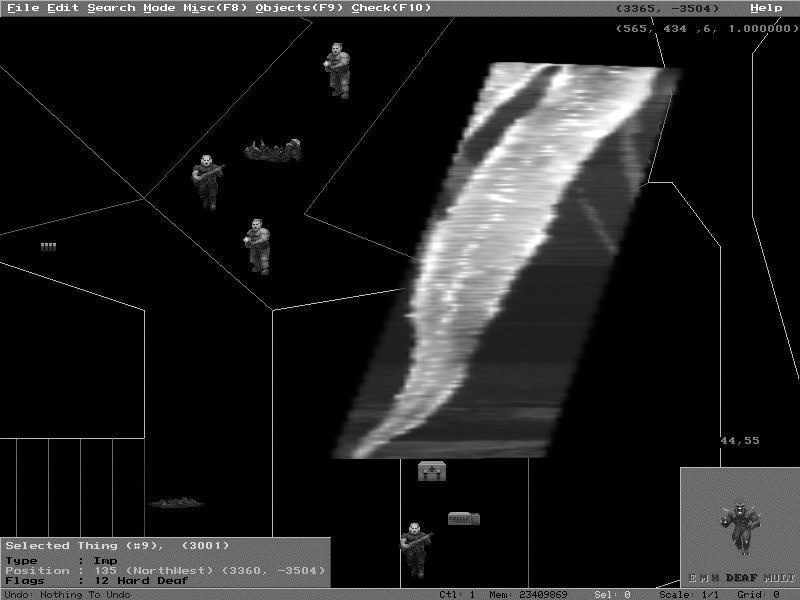 File Edit Search Mode Misc(F8) Objects(F9) Check(F10) (3365, -3504) Help
(565, 434 ,6, 1.000000)
44,55
Selected Thing (#9), (3001)
Type : Imp
Position : 135 (NorthWest) (3360, -3504)
Flags : 12 Hard Deaf
E M H DEAF MULT
Undo: Nothing To Undo Ctl: 1 Mem: 23409869 Sel: 0 Scale: 1/1 Grid: 0